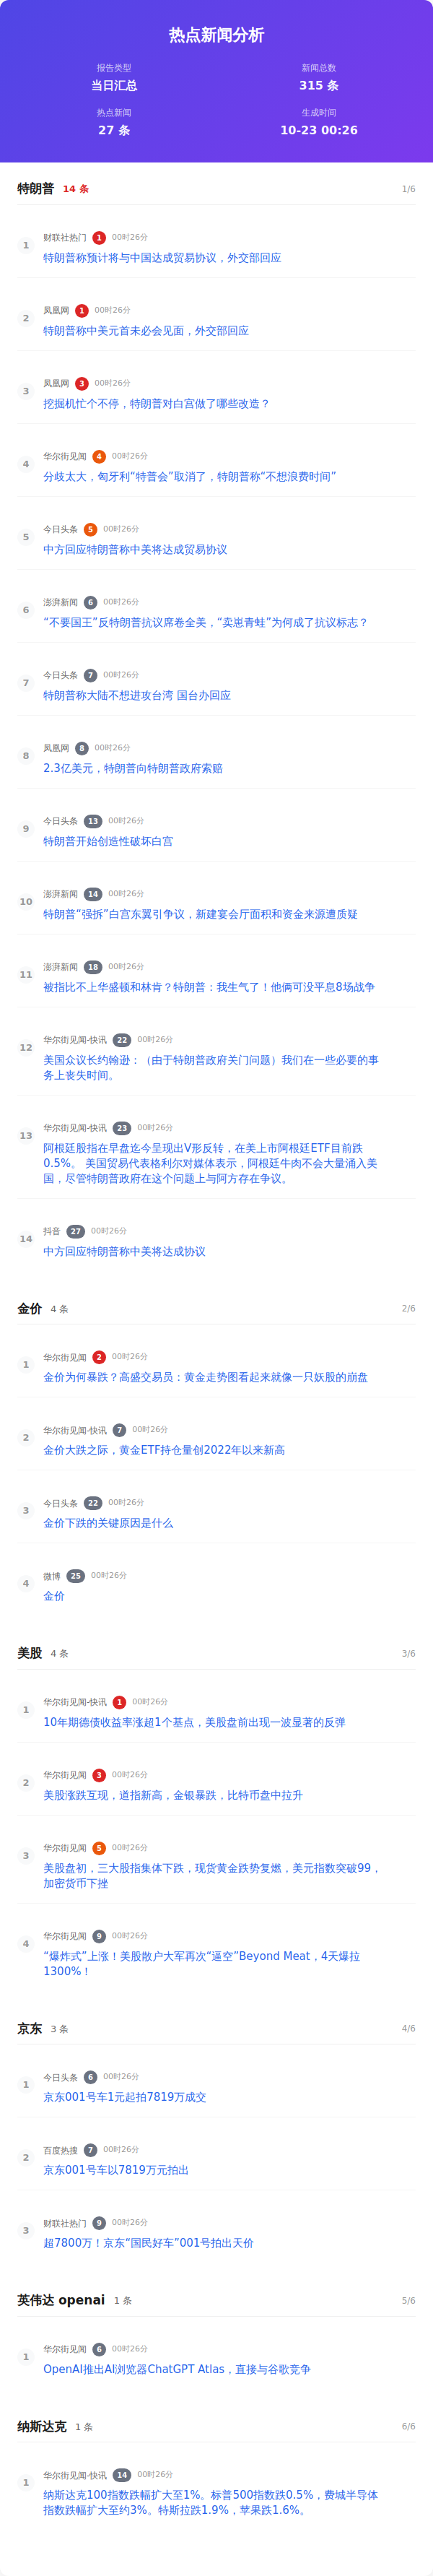 热点新闻分析
报告类型
当日汇总
新闻总数
315 条
热点新闻
27 条
生成时间
10-23 00:26
特朗普 14 条 1/6
1 财联社热门 1 00时26分
特朗普称预计将与中国达成贸易协议，外交部回应
2 凤凰网 1 00时26分
特朗普称中美元首未必会见面，外交部回应
3 凤凰网 3 00时26分
挖掘机忙个不停，特朗普对白宫做了哪些改造？
4 华尔街见闻 4 00时26分
分歧太大，匈牙利“特普会”取消了，特朗普称“不想浪费时间”
5 今日头条 5 00时26分
中方回应特朗普称中美将达成贸易协议
6 澎湃新闻 6 00时26分
“不要国王”反特朗普抗议席卷全美，“卖崽青蛙”为何成了抗议标志？
7 今日头条 7 00时26分
特朗普称大陆不想进攻台湾 国台办回应
8 凤凰网 8 00时26分
2.3亿美元，特朗普向特朗普政府索赔
9 今日头条 13 00时26分
特朗普开始创造性破坏白宫
10 澎湃新闻 14 00时26分
特朗普“强拆”白宫东翼引争议，新建宴会厅面积和资金来源遭质疑
11 澎湃新闻 18 00时26分
被指比不上华盛顿和林肯？特朗普：我生气了！他俩可没平息8场战争
12 华尔街见闻-快讯 22 00时26分
美国众议长约翰逊：（由于特朗普政府关门问题）我们在一些必要的事
务上丧失时间。
13 华尔街见闻-快讯 23 00时26分
阿根廷股指在早盘迄今呈现出V形反转，在美上市阿根廷ETF目前跌
0.5%。 美国贸易代表格利尔对媒体表示，阿根廷牛肉不会大量涌入美
国，尽管特朗普政府在这个问题上与阿方存在争议。
14 抖音 27 00时26分
中方回应特朗普称中美将达成协议
金价 4 条 2/6
1 华尔街见闻 2 00时26分
金价为何暴跌？高盛交易员：黄金走势图看起来就像一只妖股的崩盘
2 华尔街见闻-快讯 7 00时26分
金价大跌之际，黄金ETF持仓量创2022年以来新高
3 今日头条 22 00时26分
金价下跌的关键原因是什么
4 微博 25 00时26分
金价
美股 4 条 3/6
1 华尔街见闻-快讯 1 00时26分
10年期德债收益率涨超1个基点，美股盘前出现一波显著的反弹
2 华尔街见闻 3 00时26分
美股涨跌互现，道指新高，金银暴跌，比特币盘中拉升
3 华尔街见闻 5 00时26分
美股盘初，三大股指集体下跌，现货黄金跌势复燃，美元指数突破99，
加密货币下挫
4 华尔街见闻 9 00时26分
“爆炸式”上涨！美股散户大军再次“逼空”Beyond Meat，4天爆拉
1300%！
京东 3 条 4/6
1 今日头条 6 00时26分
京东001号车1元起拍7819万成交
2 百度热搜 7 00时26分
京东001号车以7819万元拍出
3 财联社热门 9 00时26分
超7800万！京东“国民好车”001号拍出天价
英伟达 openai 1 条 5/6
1 华尔街见闻 6 00时26分
OpenAI推出AI浏览器ChatGPT Atlas，直接与谷歌竞争
纳斯达克 1 条 6/6
1 华尔街见闻-快讯 14 00时26分
纳斯达克100指数跌幅扩大至1%。标普500指数跌0.5%，费城半导体
指数跌幅扩大至约3%。特斯拉跌1.9%，苹果跌1.6%。